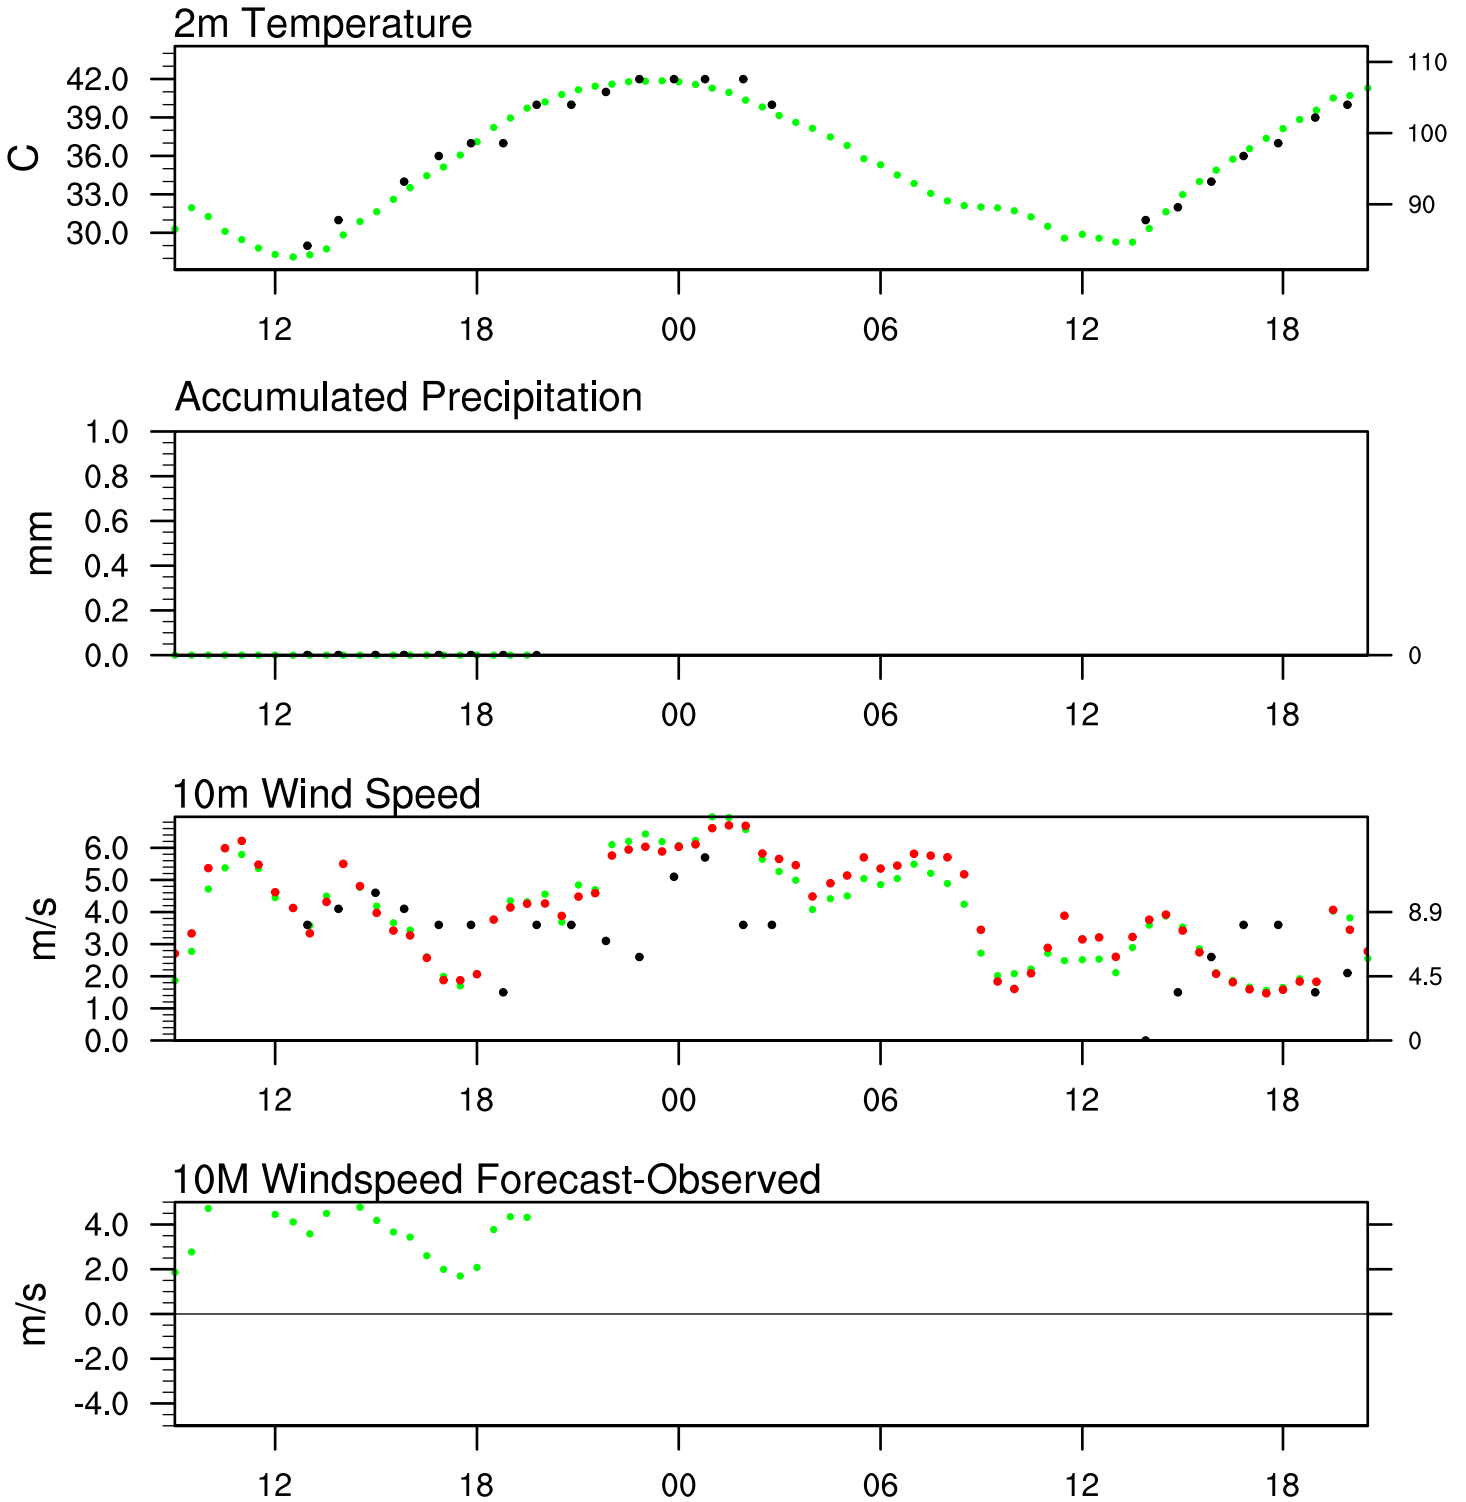 2m Temperature
42.0
39.0
36.0
33.0
30.0
C
110
100
90
12 18 00 06 12 18
Accumulated Precipitation
1.0
0.8
0.6
0.4
0.2
0.0
mm
0
12 18 00 06 12 18
10m Wind Speed
6.0
5.0
4.0
3.0
2.0
1.0
0.0
m/s
8.9
4.5
0
12 18 00 06 12 18
10M Windspeed Forecast-Observed
4.0
2.0
0.0
-2.0
-4.0
m/s
12 18 00 06 12 18